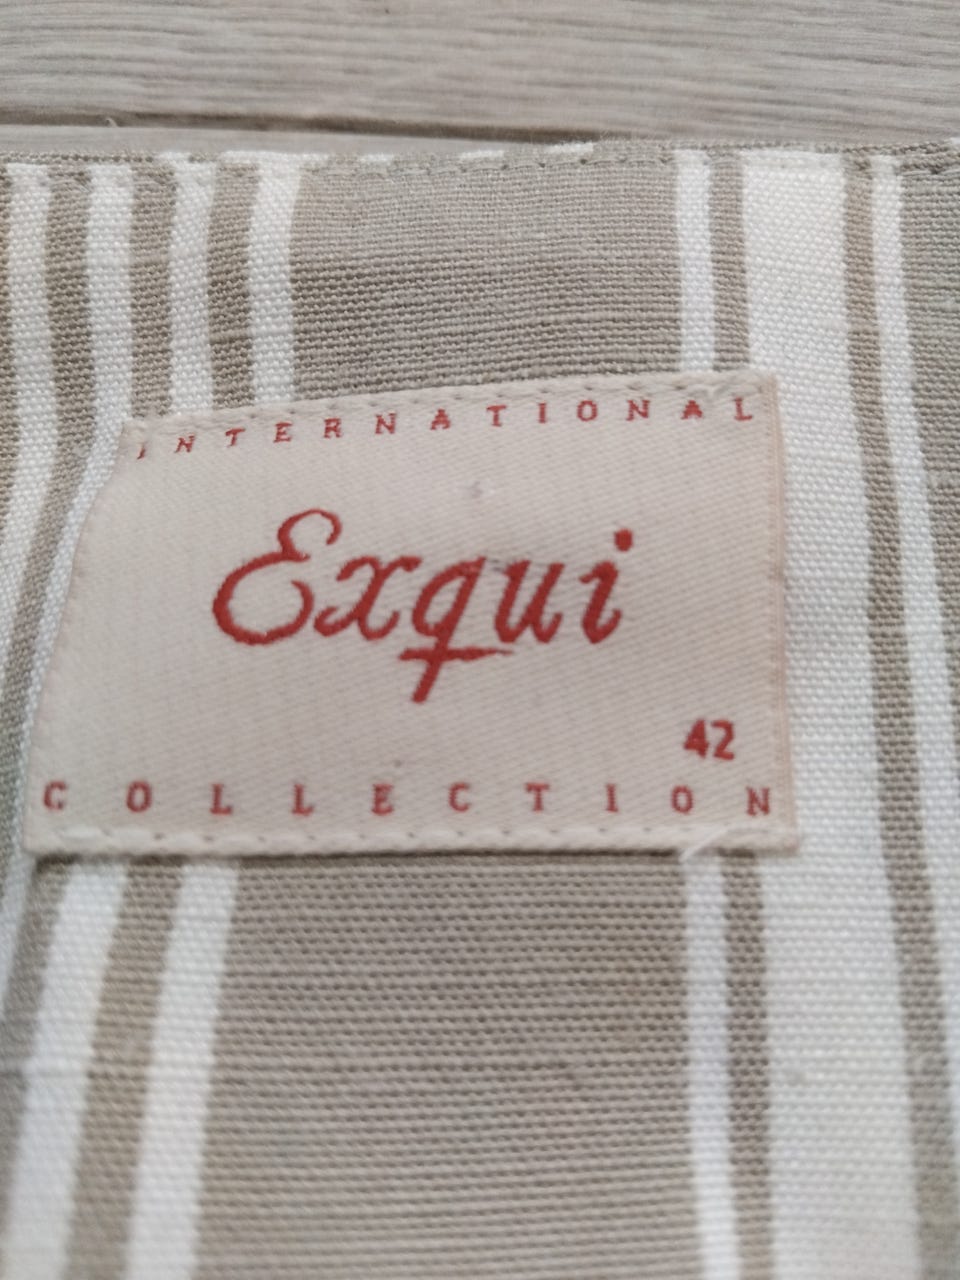 INTERNATIONAL
Exqui
42
COLLECTION